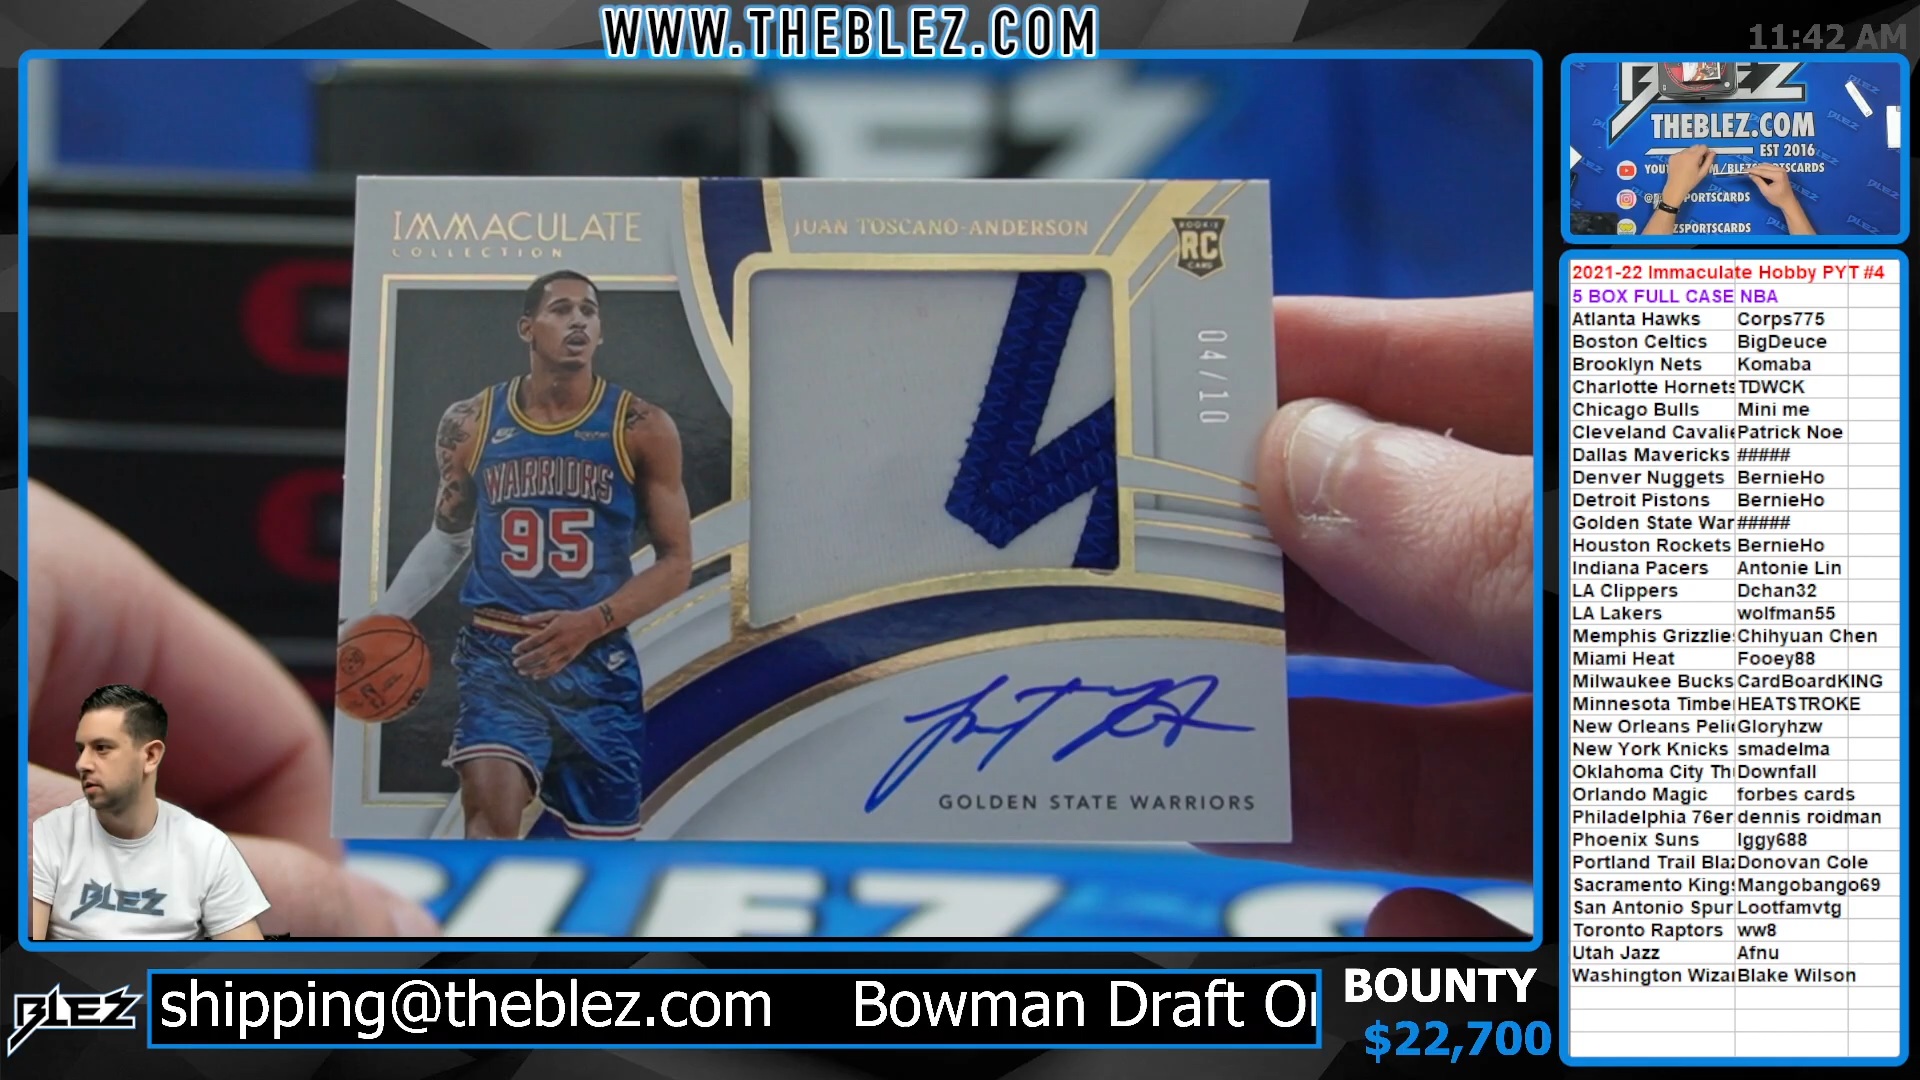 WWW.THEBLEZ.COM
11:42 AM
THEBLEZ.COM
EST 2016
IMMACULATE
COLLECTION
JUAN TOSCANO-ANDERSON
ROOKIE
RC
CARD
04/10
WARRIORS
95
GOLDEN STATE WARRIORS
BLEZ
2021-22 Immaculate Hobby PYT #4
5 BOX FULL CASE NBA
Atlanta Hawks Corps775
Boston Celtics BigDeuce
Brooklyn Nets Komaba
Charlotte Hornets TDWCK
Chicago Bulls Mini me
Cleveland Cavalie Patrick Noe
Dallas Mavericks #####
Denver Nuggets BernieHo
Detroit Pistons BernieHo
Golden State War #####
Houston Rockets BernieHo
Indiana Pacers Antonie Lin
LA Clippers Dchan32
LA Lakers wolfman55
Memphis Grizzlie Chihyuan Chen
Miami Heat Fooey88
Milwaukee Bucks CardBoardKING
Minnesota Timbe HEATSTROKE
New Orleans Peli Gloryhzw
New York Knicks smadelma
Oklahoma City Th Downfall
Orlando Magic forbes cards
Philadelphia 76er dennis roidman
Phoenix Suns Iggy688
Portland Trail Bla Donovan Cole
Sacramento Kings Mangobango69
San Antonio Spur Lootfamvtg
Toronto Raptors ww8
Utah Jazz Afnu
Washington Wiza Blake Wilson
BLEZ
shipping@theblez.com Bowman Draft O
BOUNTY
$22,700